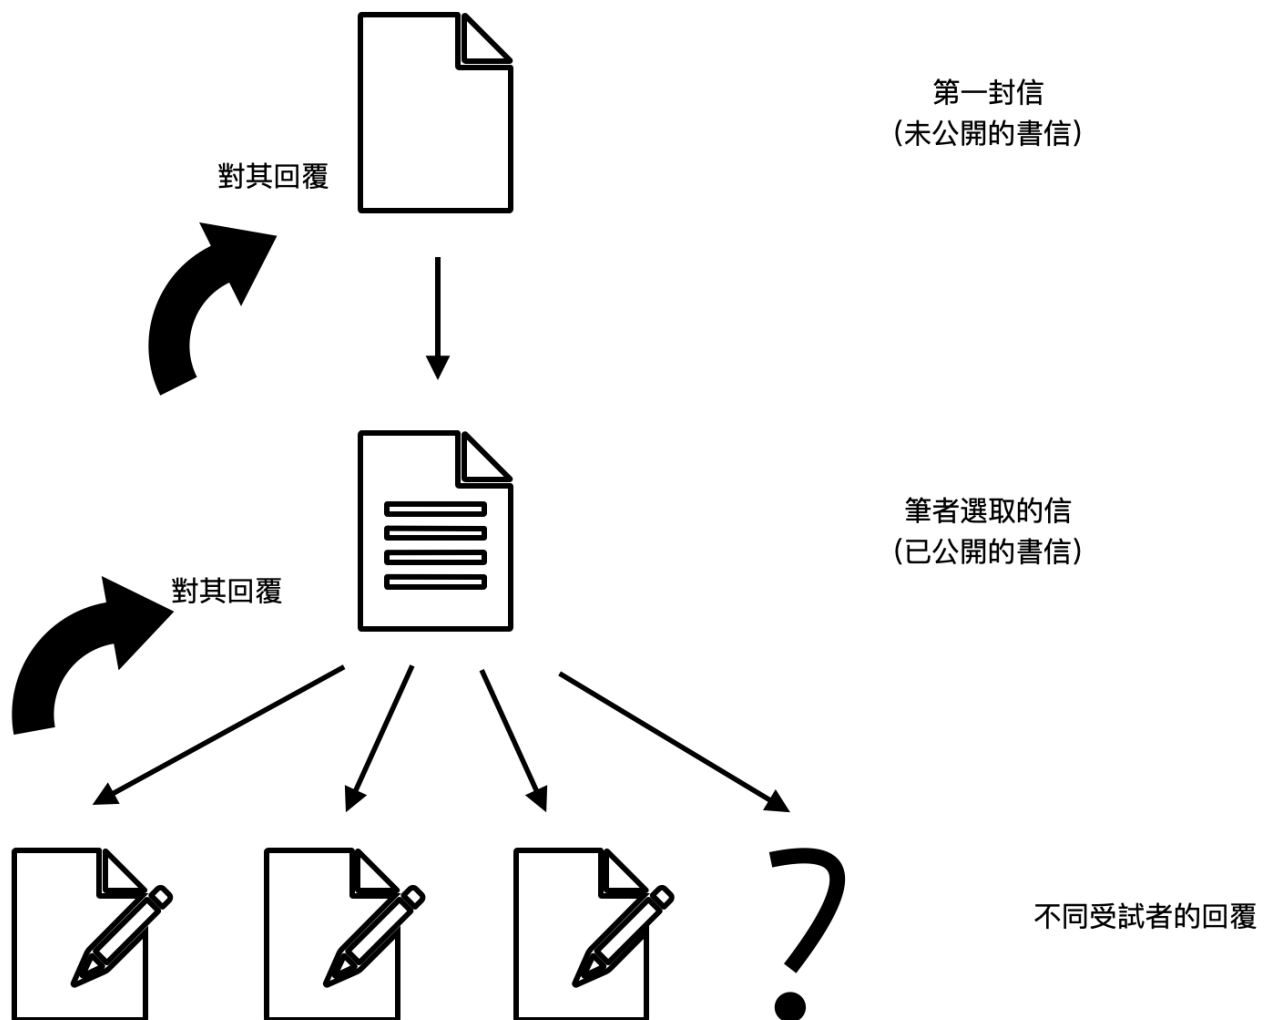 第一封信
(未公開的書信)
對其回覆
筆者選取的信
(已公開的書信)
對其回覆
不同受試者的回覆
?